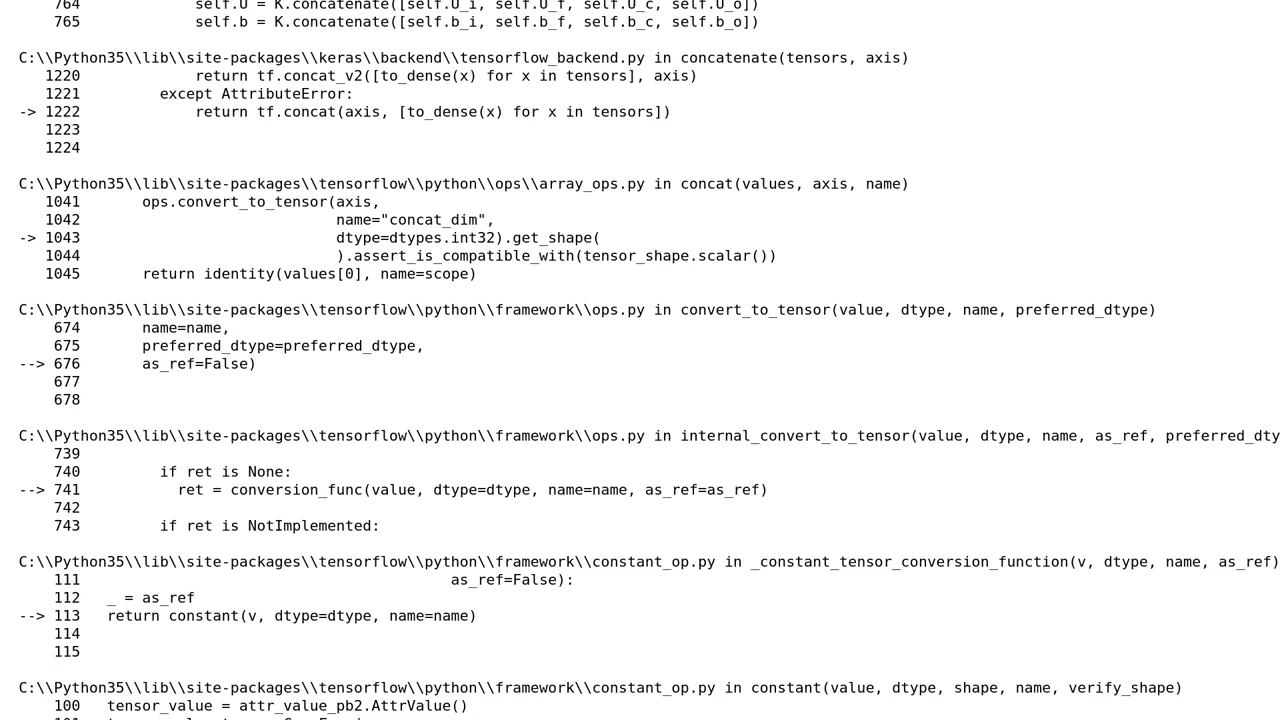 764             self.U = K.concatenate([self.U_i, self.U_f, self.U_c, self.U_o])
765             self.b = K.concatenate([self.b_i, self.b_f, self.b_c, self.b_o])
C:\\Python35\\lib\\site-packages\\keras\\backend\\tensorflow_backend.py in concatenate(tensors, axis)
   1220             return tf.concat_v2([to_dense(x) for x in tensors], axis)
   1221         except AttributeError:
-> 1222             return tf.concat(axis, [to_dense(x) for x in tensors])
   1223
   1224
C:\\Python35\\lib\\site-packages\\tensorflow\\python\\ops\\array_ops.py in concat(values, axis, name)
   1041       ops.convert_to_tensor(axis,
   1042                             name="concat_dim",
-> 1043                             dtype=dtypes.int32).get_shape(
   1044                             ).assert_is_compatible_with(tensor_shape.scalar())
   1045       return identity(values[0], name=scope)
C:\\Python35\\lib\\site-packages\\tensorflow\\python\\framework\\ops.py in convert_to_tensor(value, dtype, name, preferred_dtype)
    674       name=name,
    675       preferred_dtype=preferred_dtype,
--> 676       as_ref=False)
    677
    678
C:\\Python35\\lib\\site-packages\\tensorflow\\python\\framework\\ops.py in internal_convert_to_tensor(value, dtype, name, as_ref, preferred_dty
    739
    740         if ret is None:
--> 741           ret = conversion_func(value, dtype=dtype, name=name, as_ref=as_ref)
    742
    743         if ret is NotImplemented:
C:\\Python35\\lib\\site-packages\\tensorflow\\python\\framework\\constant_op.py in _constant_tensor_conversion_function(v, dtype, name, as_ref)
    111                                          as_ref=False):
    112   _ = as_ref
--> 113   return constant(v, dtype=dtype, name=name)
    114
    115
C:\\Python35\\lib\\site-packages\\tensorflow\\python\\framework\\constant_op.py in constant(value, dtype, shape, name, verify_shape)
    100   tensor_value = attr_value_pb2.AttrValue()